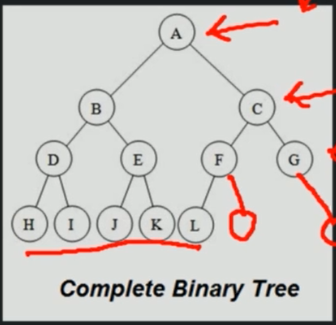 A
B C
D E F G
H I J K L
Complete Binary Tree